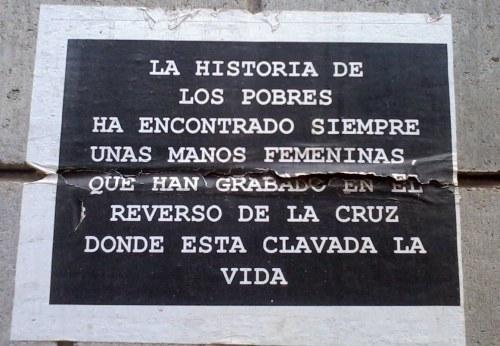 LA HISTORIA DE
LOS POBRES
HA ENCONTRADO SIEMPRE
UNAS MANOS FEMENINAS,
QUE HAN GRABADO EN EL
REVERSO DE LA CRUZ
DONDE ESTA CLAVADA LA
VIDA